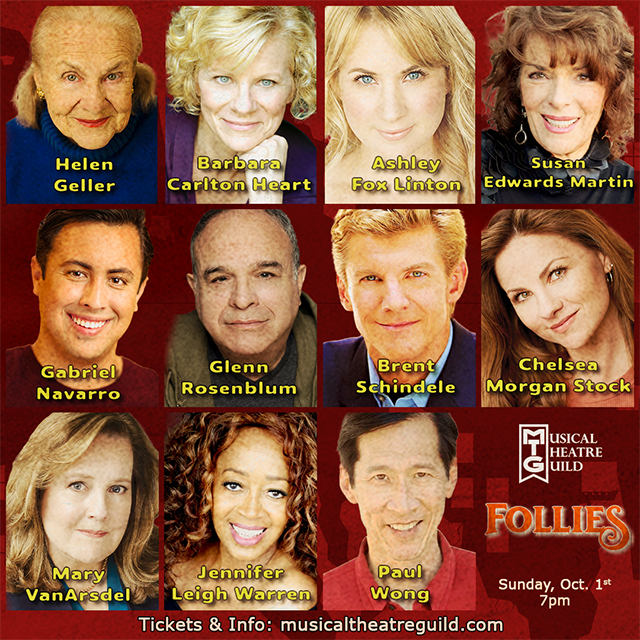 Helen
Geller
Barbara
Carlton Heart
Ashley
Fox Linton
Susan
Edwards Martin
Gabriel
Navarro
Glenn
Rosenblum
Brent
Schindele
Chelsea
Morgan Stock
Mary
VanArsdel
Jennifer
Leigh Warren
Paul
Wong
MUSICAL
THEATRE
GUILD
FOLLIES
Sunday, Oct. 1st
7pm
Tickets & Info: musicaltheatreguild.com